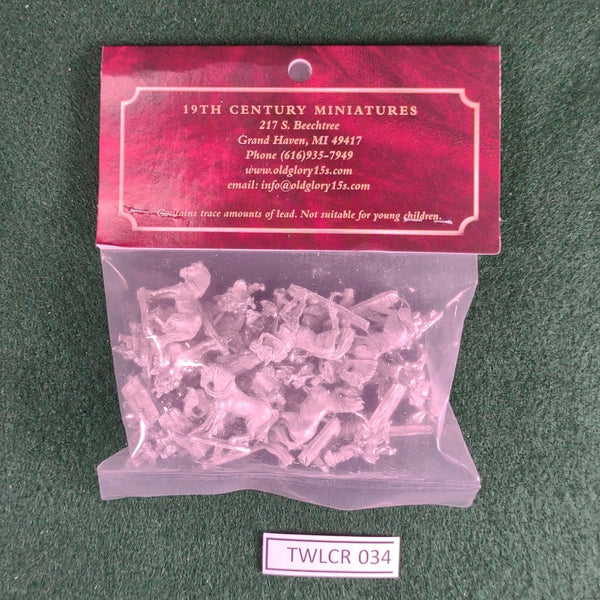 19TH CENTURY MINIATURES
217 S. Beechtree
Grand Haven, MI 49417
Phone (616)935-7949
www.oldglory15s.com
email: info@oldglory15s.com
Contains trace amounts of lead. Not suitable for young children.
TWLCR 034